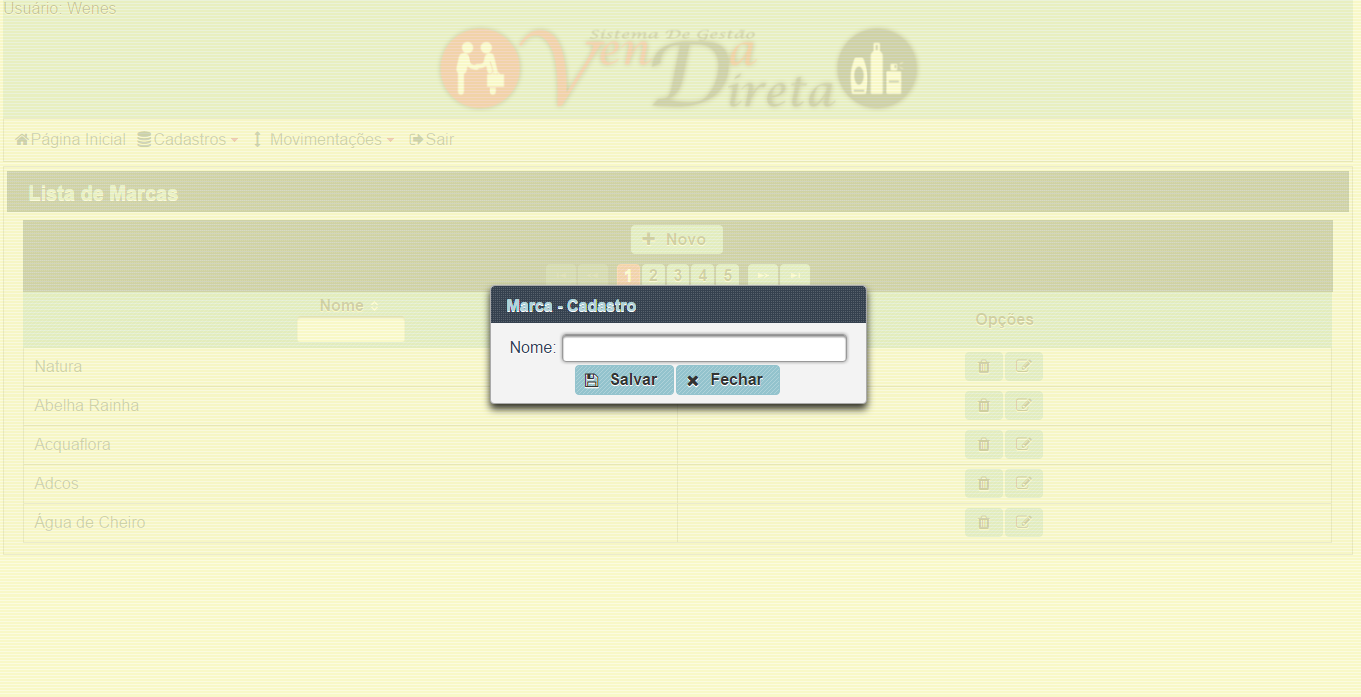 Usuário: Wenes
Sistema De Gestão
VenDa
Direta
Página Inicial Cadastros Movimentações Sair
Lista de Marcas
Novo
1 2 3 4 5
Nome Opções
Marca - Cadastro
Nome:
Salvar Fechar
Natura
Abelha Rainha
Acquaflora
Adcos
Água de Cheiro